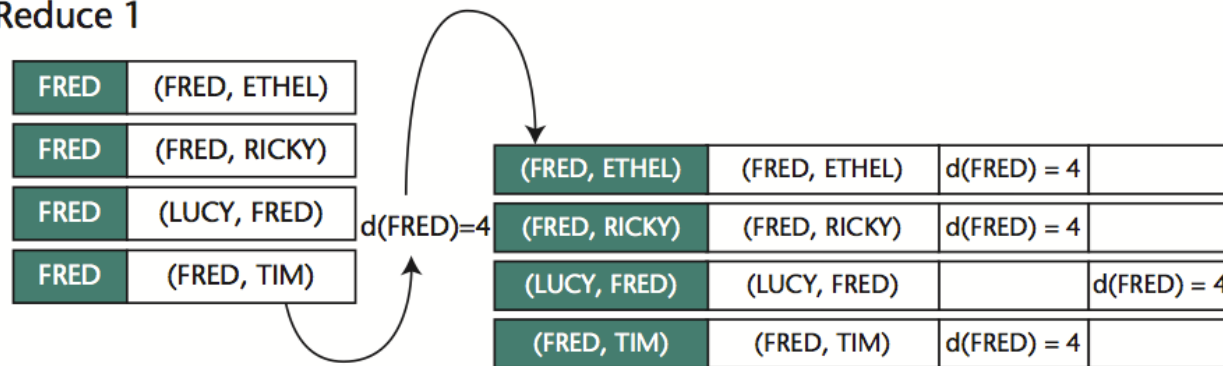 Reduce 1
FRED (FRED, ETHEL)
FRED (FRED, RICKY)
FRED (LUCY, FRED)
FRED (FRED, TIM)
d(FRED)=4
(FRED, ETHEL) (FRED, ETHEL) d(FRED) = 4
(FRED, RICKY) (FRED, RICKY) d(FRED) = 4
(LUCY, FRED) (LUCY, FRED) d(FRED) = 4
(FRED, TIM) (FRED, TIM) d(FRED) = 4